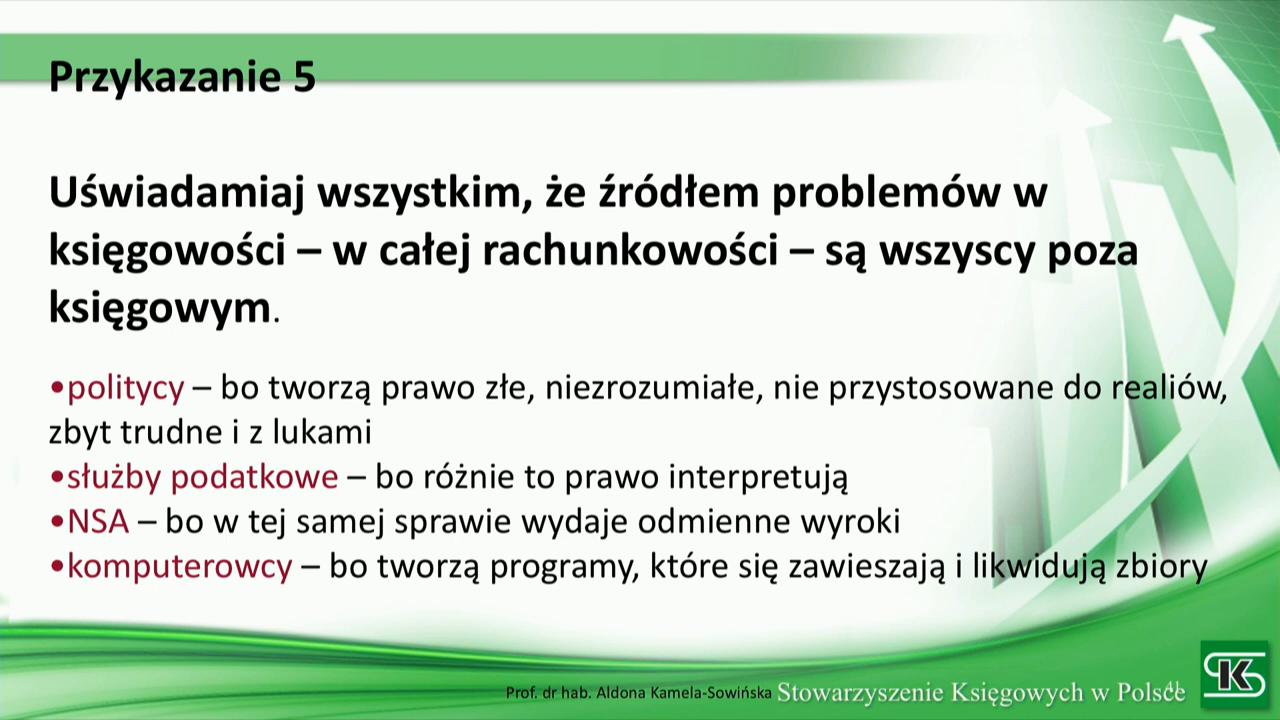 Przykazanie 5
Uświadamiaj wszystkim, że źródłem problemów w
księgowości – w całej rachunkowości – są wszyscy poza
księgowym.
•politycy – bo tworzą prawo złe, niezrozumiałe, nie przystosowane do realiów,
zbyt trudne i z lukami
•służby podatkowe – bo różnie to prawo interpretują
•NSA – bo w tej samej sprawie wydaje odmienne wyroki
•komputerowcy – bo tworzą programy, które się zawieszają i likwidują zbiory
Prof. dr hab. Aldona Kamela-Sowińska Stowarzyszenie Księgowych w Polsce
SKS